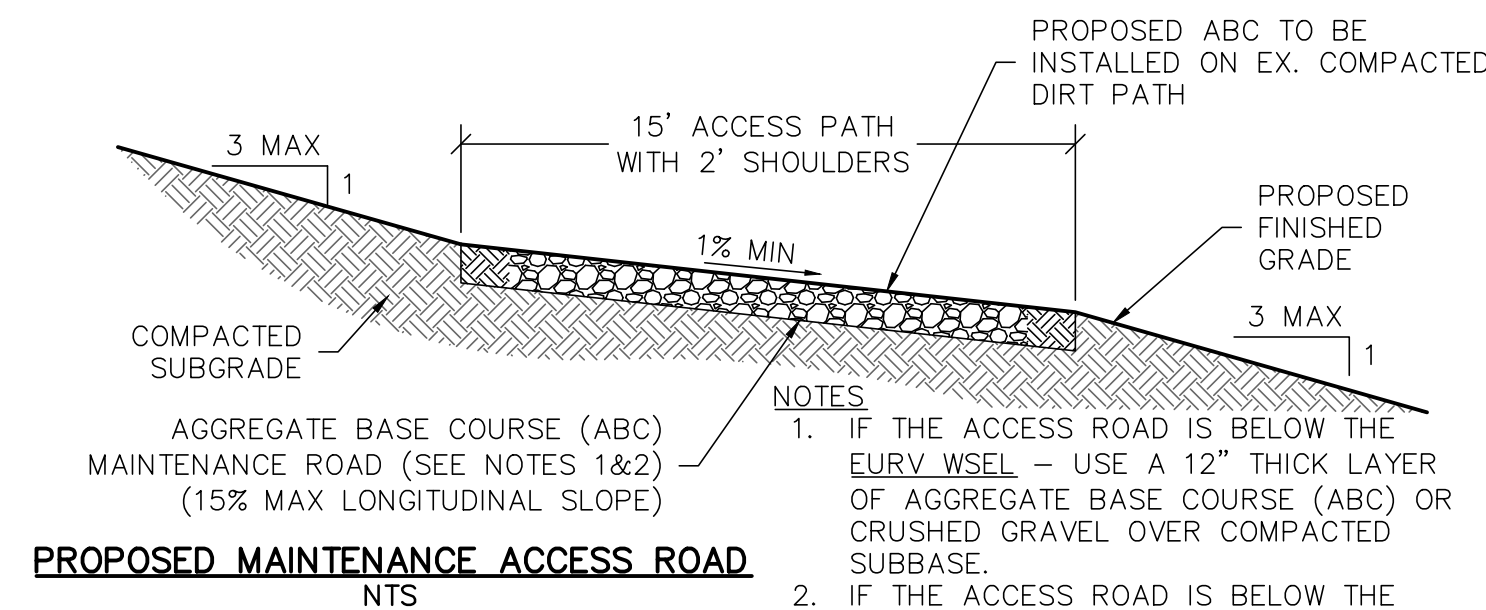 PROPOSED ABC TO BE
INSTALLED ON EX. COMPACTED
DIRT PATH
15' ACCESS PATH
WITH 2' SHOULDERS
3 MAX
1
1% MIN
PROPOSED
FINISHED
GRADE
3 MAX
1
COMPACTED
SUBGRADE
AGGREGATE BASE COURSE (ABC)
MAINTENANCE ROAD (SEE NOTES 1&2)
(15% MAX LONGITUDINAL SLOPE)
PROPOSED MAINTENANCE ACCESS ROAD
NTS
NOTES
1. IF THE ACCESS ROAD IS BELOW THE
EURV WSEL – USE A 12" THICK LAYER
OF AGGREGATE BASE COURSE (ABC) OR
CRUSHED GRAVEL OVER COMPACTED
SUBBASE.
2. IF THE ACCESS ROAD IS BELOW THE